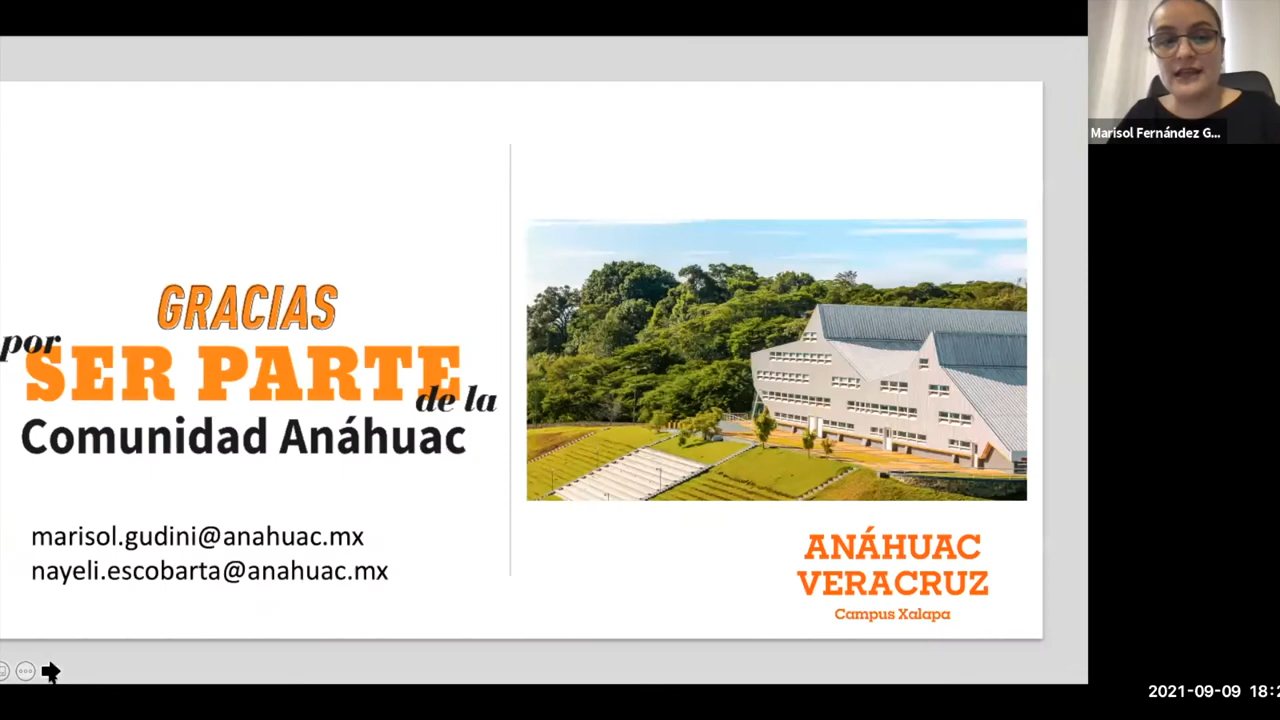 GRACIAS
por
SER PARTE
de la
Comunidad Anáhuac
marisol.gudini@anahuac.mx
nayeli.escobarta@anahuac.mx
ANÁHUAC
VERACRUZ
Campus Xalapa
Marisol Fernández G...
2021-09-09 18:2